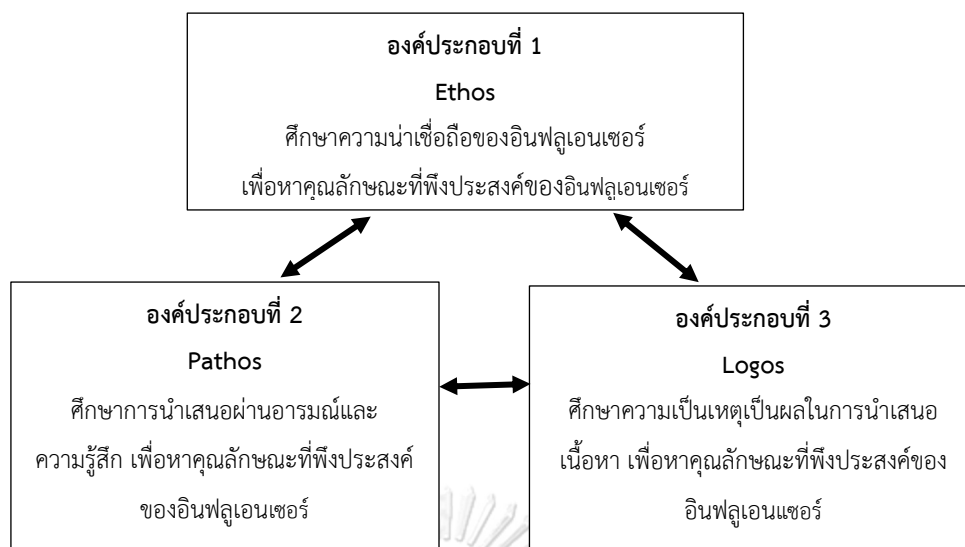 องค์ประกอบที่ 1
Ethos
ศึกษาความน่าเชื่อถือของอินฟลูเอนเซอร์
เพื่อหาคุณลักษณะที่พึงประสงค์ของอินฟลูเอนเซอร์
องค์ประกอบที่ 2
Pathos
ศึกษาการนำเสนอผ่านอารมณ์และ
ความรู้สึก เพื่อหาคุณลักษณะที่พึงประสงค์
ของอินฟลูเอนเซอร์
องค์ประกอบที่ 3
Logos
ศึกษาความเป็นเหตุเป็นผลในการนำเสนอ
เนื้อหา เพื่อหาคุณลักษณะที่พึงประสงค์ของ
อินฟลูเอนแซอร์